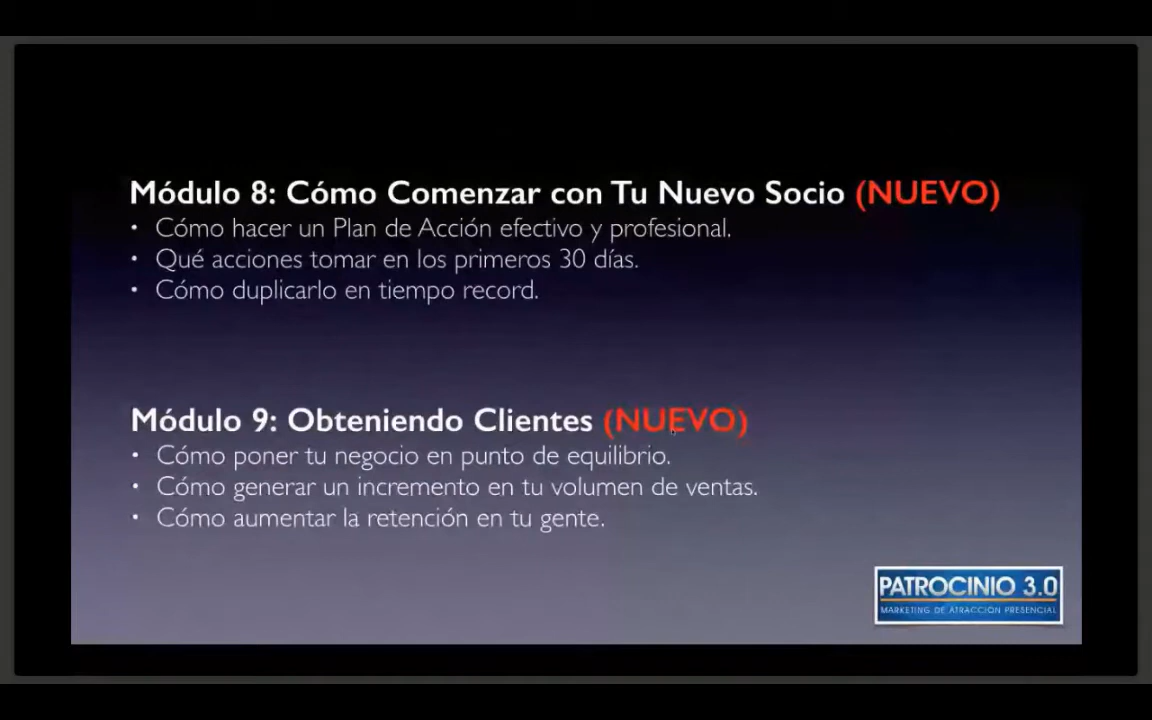 Módulo 8: Cómo Comenzar con Tu Nuevo Socio (NUEVO)
• Cómo hacer un Plan de Acción efectivo y profesional.
• Qué acciones tomar en los primeros 30 días.
• Cómo duplicarlo en tiempo record.
Módulo 9: Obteniendo Clientes (NUEVO)
• Cómo poner tu negocio en punto de equilibrio.
• Cómo generar un incremento en tu volumen de ventas.
• Cómo aumentar la retención en tu gente.
PATROCINIO 3.0
MARKETING DE ATRACCION PRESENCIAL